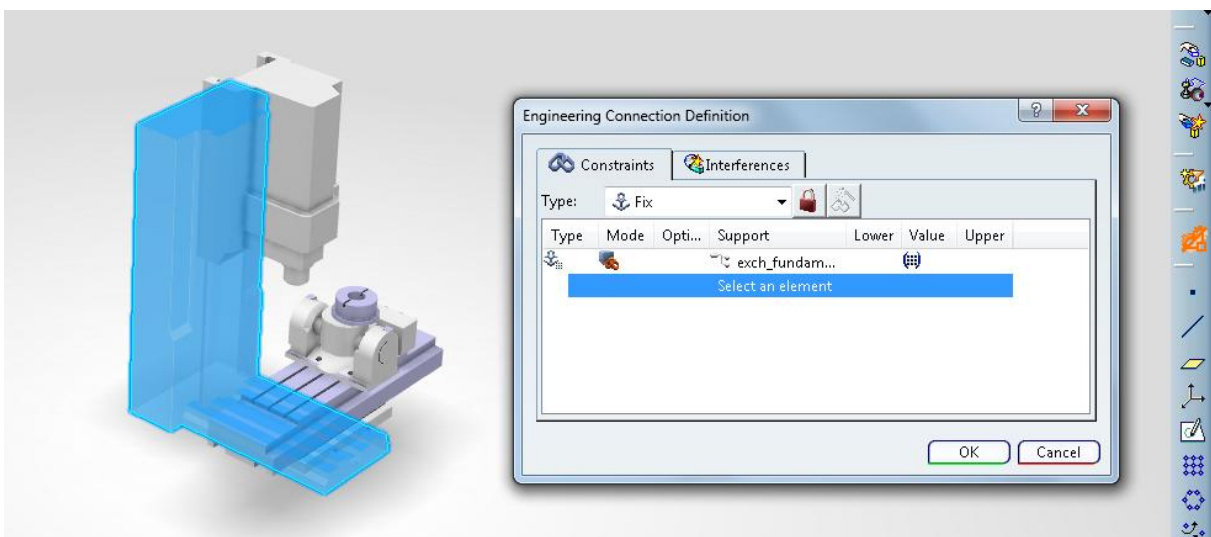 Engineering Connection Definition
Constraints Interferences
Type: Fix
Type Mode Opti... Support Lower Value Upper
exch_fundam...
Select an element
OK Cancel